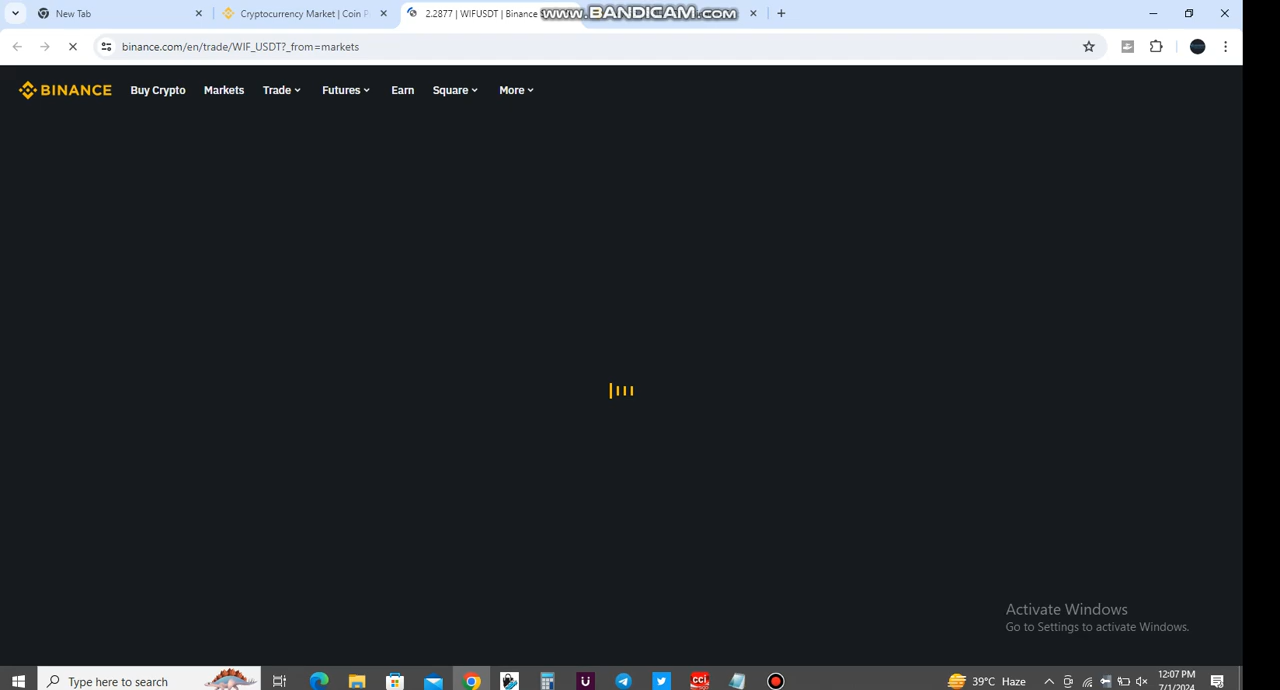 New Tab
Cryptocurrency Market | Coin P
2.2877 | WIFUSDT | Binance S
www.BANDICAM.com
binance.com/en/trade/WIF_USDT?_from=markets
BINANCE
Buy Crypto
Markets
Trade
Futures
Earn
Square
More
Activate Windows
Go to Settings to activate Windows.
Type here to search
CCI
39°C Haze
12:07 PM
7/1/2024